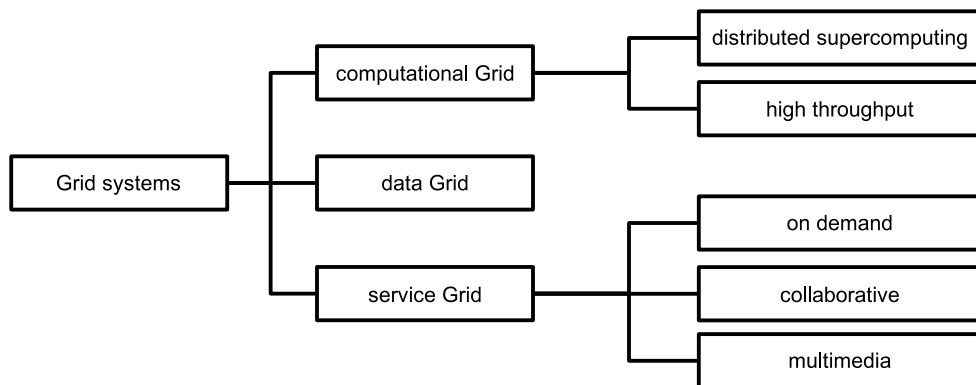 distributed supercomputing
computational Grid
high throughput
Grid systems
data Grid
on demand
service Grid
collaborative
multimedia